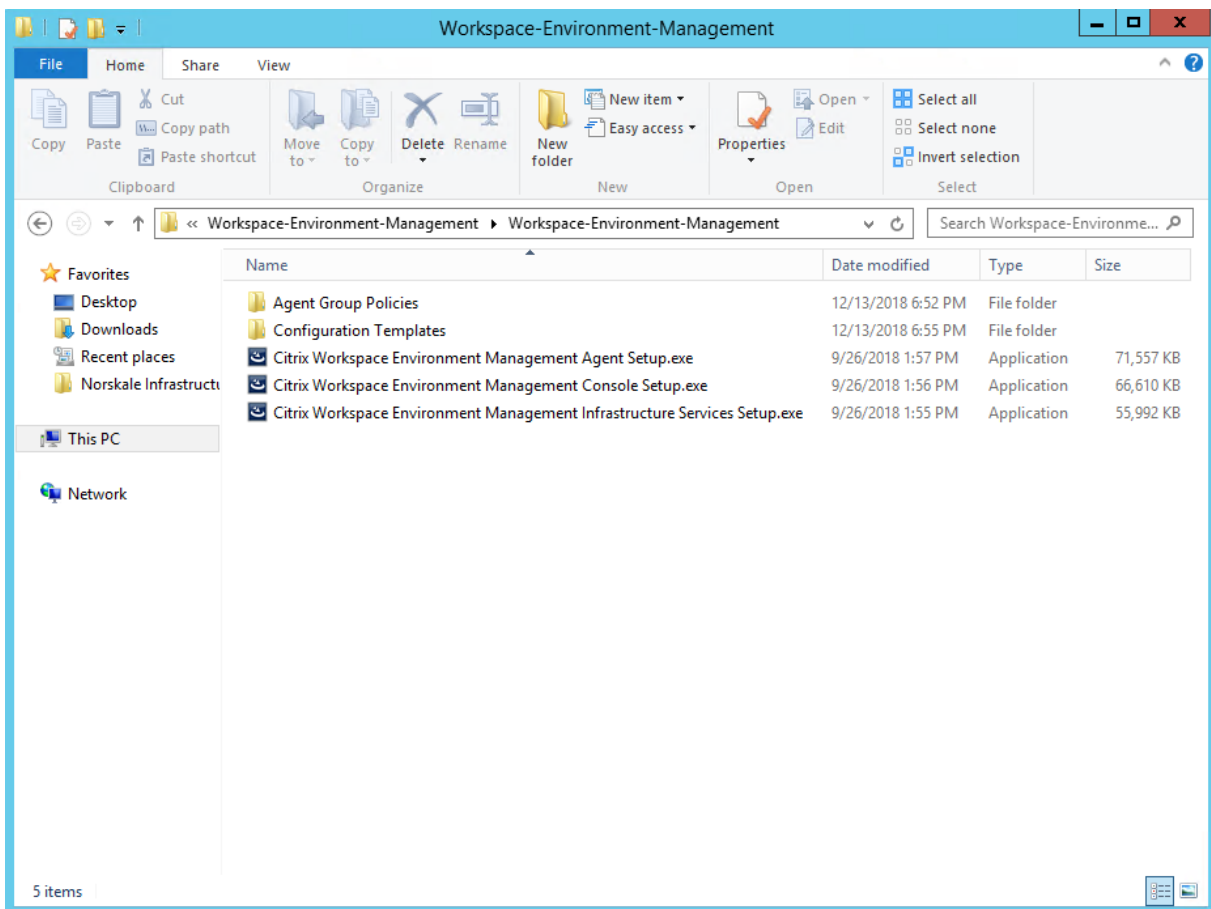 Workspace-Environment-Management
File Home Share View
Copy
Paste
Cut
Copy path
Paste shortcut
Clipboard
Move to
Copy to
Delete
Rename
Organize
New folder
New item
Easy access
New
Properties
Open
Edit
Open
Select all
Select none
Invert selection
Select
« Workspace-Environment-Management Workspace-Environment-Management
Search Workspace-Environme...
Favorites
Desktop
Downloads
Recent places
Norskale Infrastructu
This PC
Network
Name Date modified Type Size
Agent Group Policies 12/13/2018 6:52 PM File folder
Configuration Templates 12/13/2018 6:55 PM File folder
Citrix Workspace Environment Management Agent Setup.exe 9/26/2018 1:57 PM Application 71,557 KB
Citrix Workspace Environment Management Console Setup.exe 9/26/2018 1:56 PM Application 66,610 KB
Citrix Workspace Environment Management Infrastructure Services Setup.exe 9/26/2018 1:55 PM Application 55,992 KB
5 items